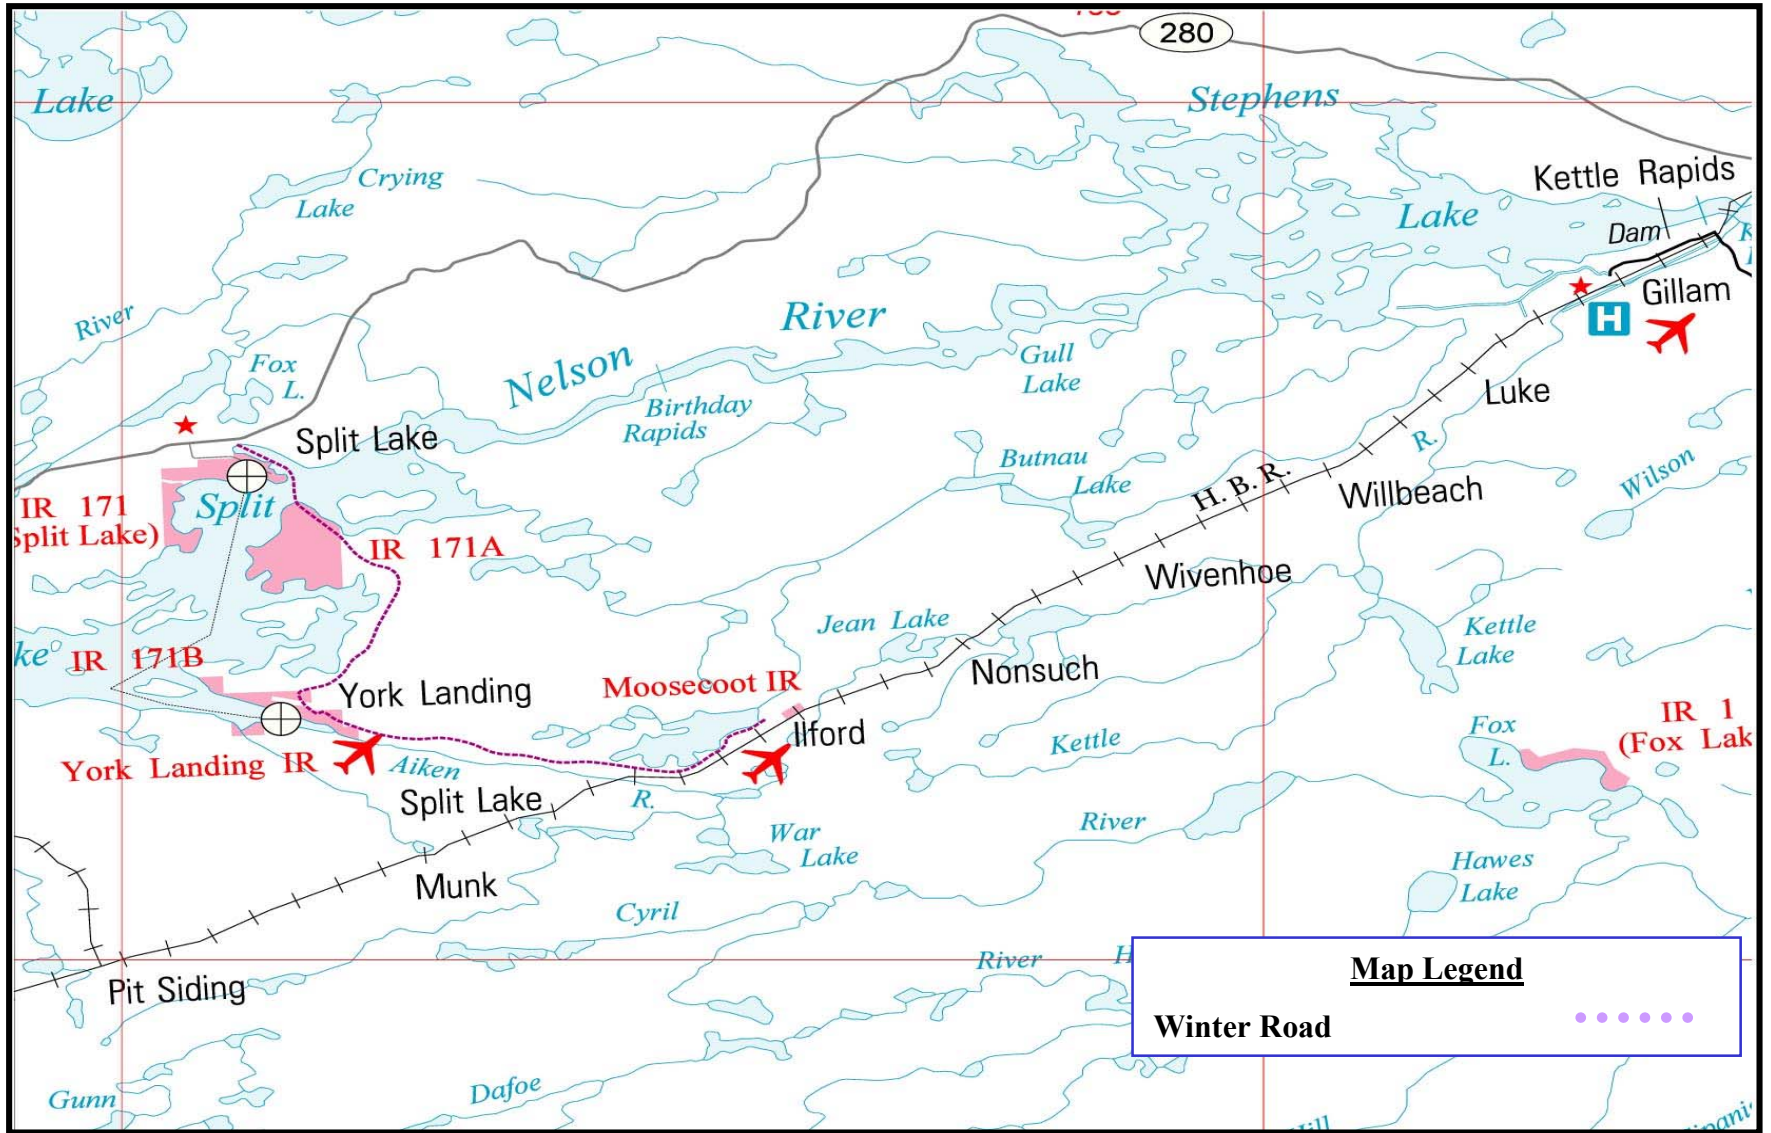 280
Lake
Stephens
Crying
Lake
Kettle Rapids
Lake
Dam
Gillam
H
River
River
Nelson
Fox
L.
Gull
Lake
Birthday
Rapids
Luke
Split Lake
R.
Butnau
Lake
H. B. R.
Willbeach
Wilson
IR 171
Split Lake)
Split
IR 171A
Wivenhoe
Jean Lake
Kettle
Lake
ke
IR 171B
Nonsuch
York Landing
Moosecoot IR
Ilford
IR 1
(Fox Lak
Fox
L.
Kettle
York Landing IR
Aiken
R.
Split Lake
War
Lake
River
Munk
Hawes
Lake
Cyril
River
H
Pit Siding
Map Legend
Winter Road
Gunn
Dafoe